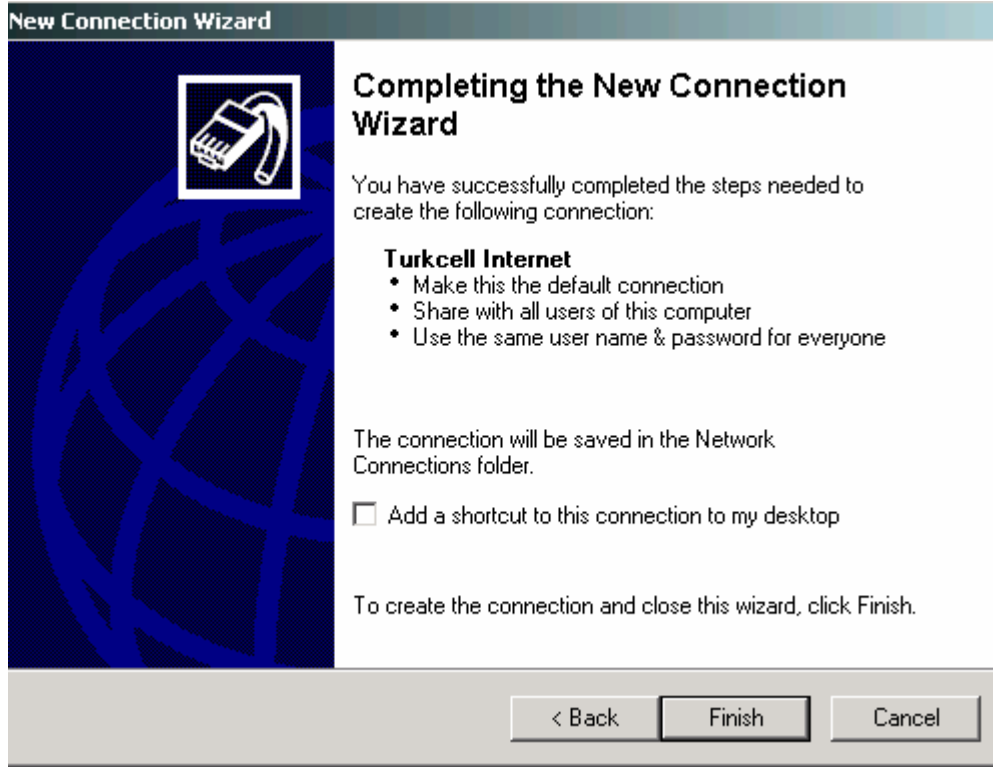 New Connection Wizard
Completing the New Connection
Wizard
You have successfully completed the steps needed to
create the following connection:
Turkcell Internet
• Make this the default connection
• Share with all users of this computer
• Use the same user name & password for everyone
The connection will be saved in the Network
Connections folder.
Add a shortcut to this connection to my desktop
To create the connection and close this wizard, click Finish.
< Back Finish Cancel